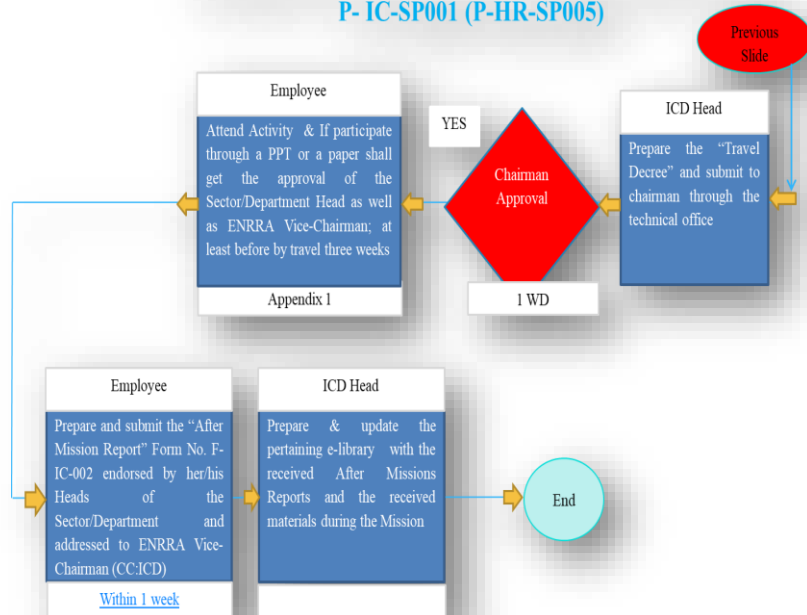 P- IC-SP001 (P-HR-SP005)
Previous
Slide
ICD Head
Prepare the “Travel
Decree” and submit to
chairman through the
technical office
Chairman
Approval
1 WD
YES
Employee
Attend Activity & If participate
through a PPT or a paper shall
get the approval of the
Sector/Department Head as well
as ENRRA Vice-Chairman; at
least before by travel three weeks
Appendix 1
Employee
Prepare and submit the “After
Mission Report” Form No. F-
IC-002 endorsed by her/his
Heads of the
Sector/Department and
addressed to ENRRA Vice-
Chairman (CC:ICD)
Within 1 week
ICD Head
Prepare & update the
pertaining e-library with the
received After Missions
Reports and the received
materials during the Mission
End